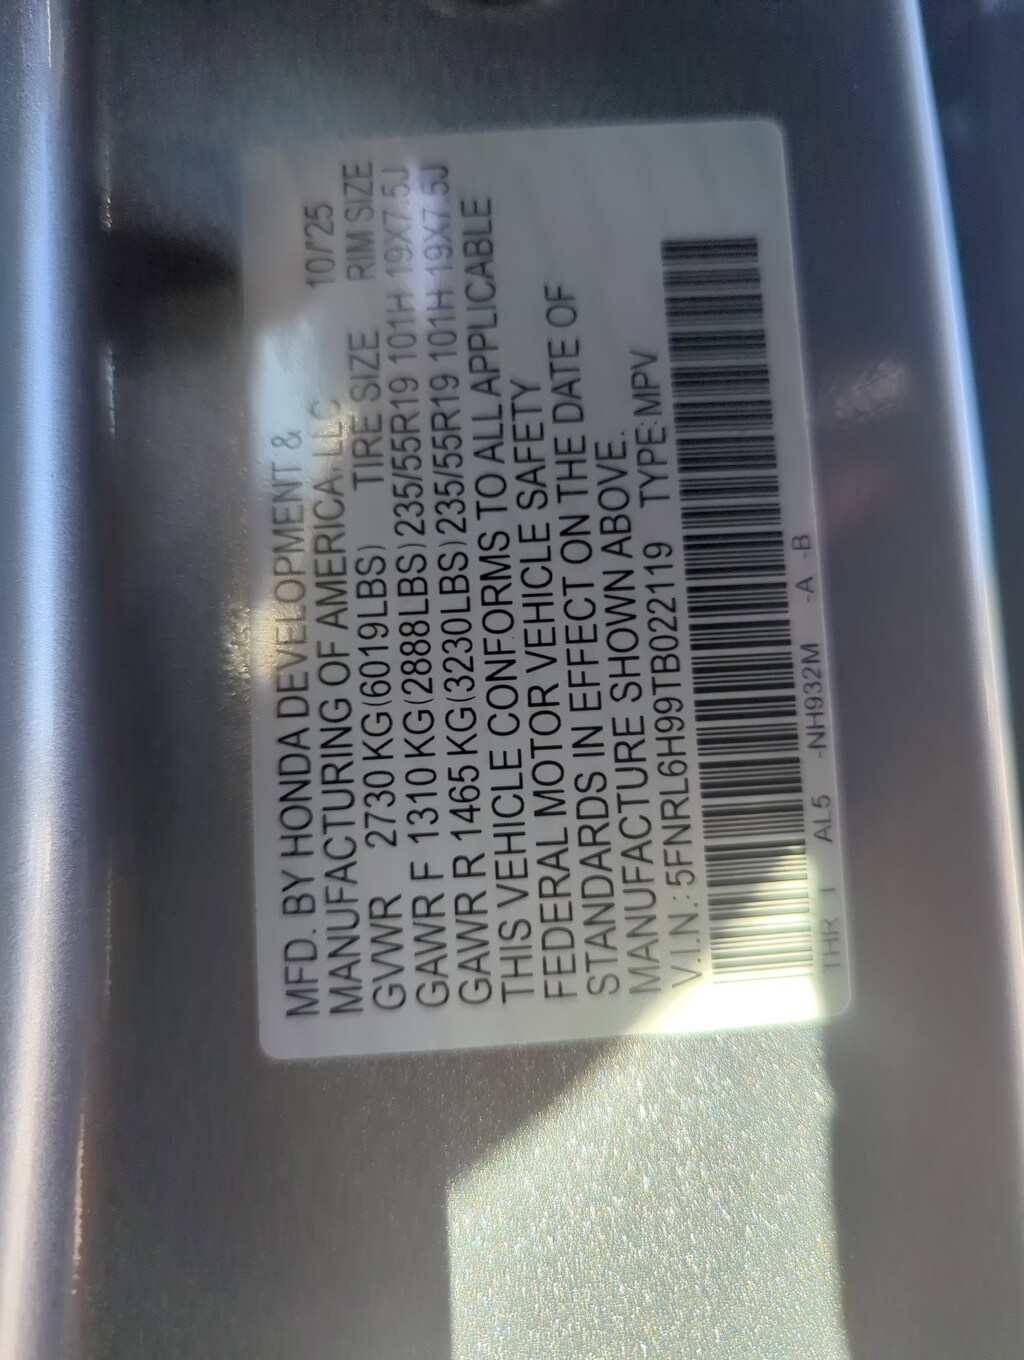 MFD. BY HONDA DEVELOPMENT &
MANUFACTURING OF AMERICA, LLC 10/'25
GVWR 2730 KG(6019LBS) TIRE SIZE RIM SIZE
GAWR F 1310 KG(2888LBS)235/55R19 101H 19X7.5J
GAWR R 1465 KG(3230LBS)235/55R19 101H 19X7.5J
THIS VEHICLE CONFORMS TO ALL APPLICABLE
FEDERAL MOTOR VEHICLE SAFETY
STANDARDS IN EFFECT ON THE DATE OF
MANUFACTURE SHOWN ABOVE.
V.I.N.:5FNRL6H99TB022119 TYPE:MPV
THR I AL5 -NH932M -A -B